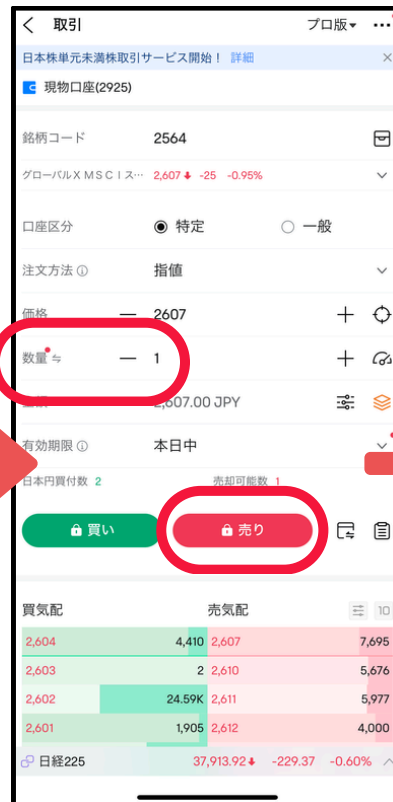 取引 プロ版▾ ···
日本株単元未満株取引サービス開始！ 詳細 ×
現物口座(2925)
銘柄コード 2564
グローバルX MSCIス… 2,607 -25 -0.95%
口座区分 特定 一般
注文方法 指値
価格 — 2607 +
数量 — 1 +
2,607.00 JPY
有効期限 本日中
日本円買付数 2 売却可能数 1
買い 売り
買気配 売気配 10
2,604 4,410 2,607 7,695
2,603 2 2,610 5,676
2,602 24.59K 2,611 5,977
2,601 1,905 2,612 4,000
日経225 37,913.92 -229.37 -0.60%